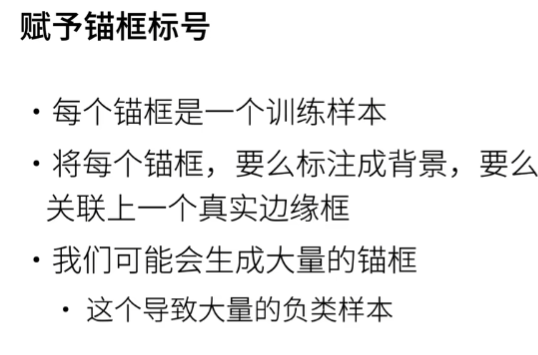 赋予锚框标号
• 每个锚框是一个训练样本
• 将每个锚框，要么标注成背景，要么
关联上一个真实边缘框
• 我们可能会生成大量的锚框
• 这个导致大量的负类样本